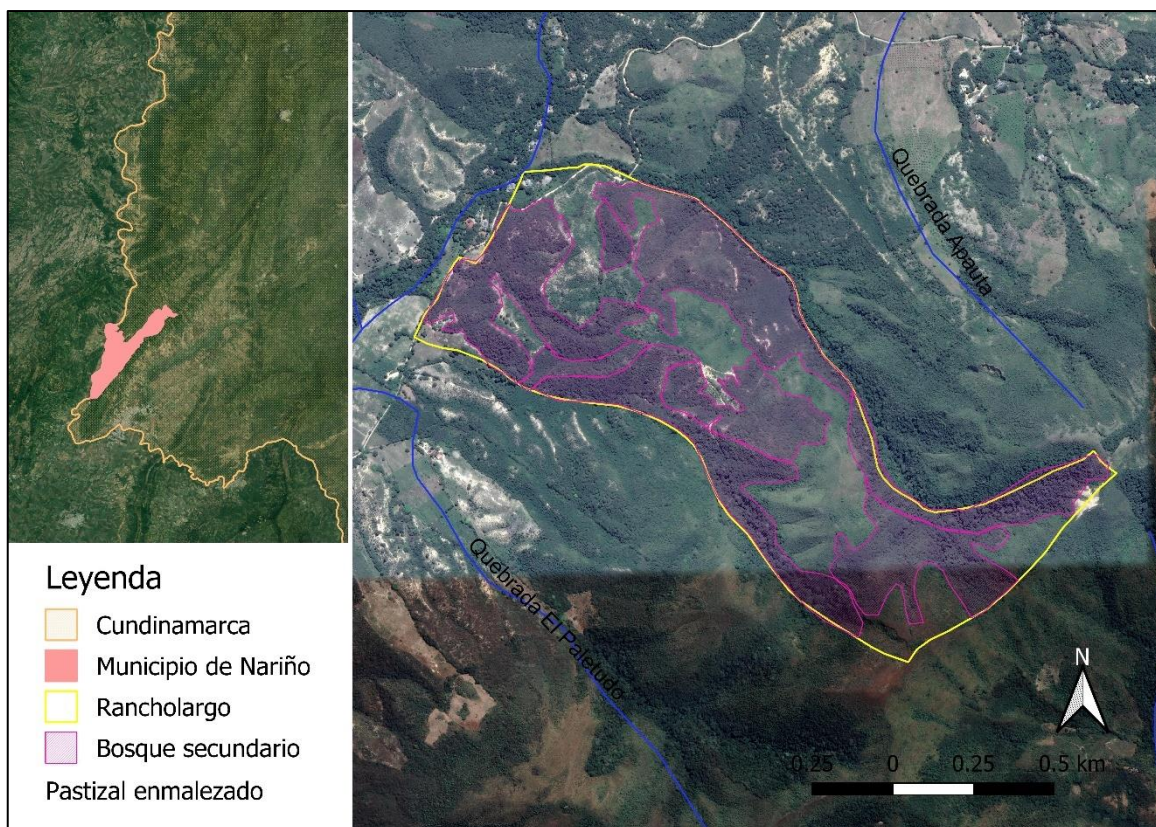 Quebrada Apauta
Quebrada El Paletudo
Leyenda
Cundinamarca
Municipio de Nariño
Rancholargo
Bosque secundario
Pastizal enmalezado
N
0.25 0 0.25 0.5 km